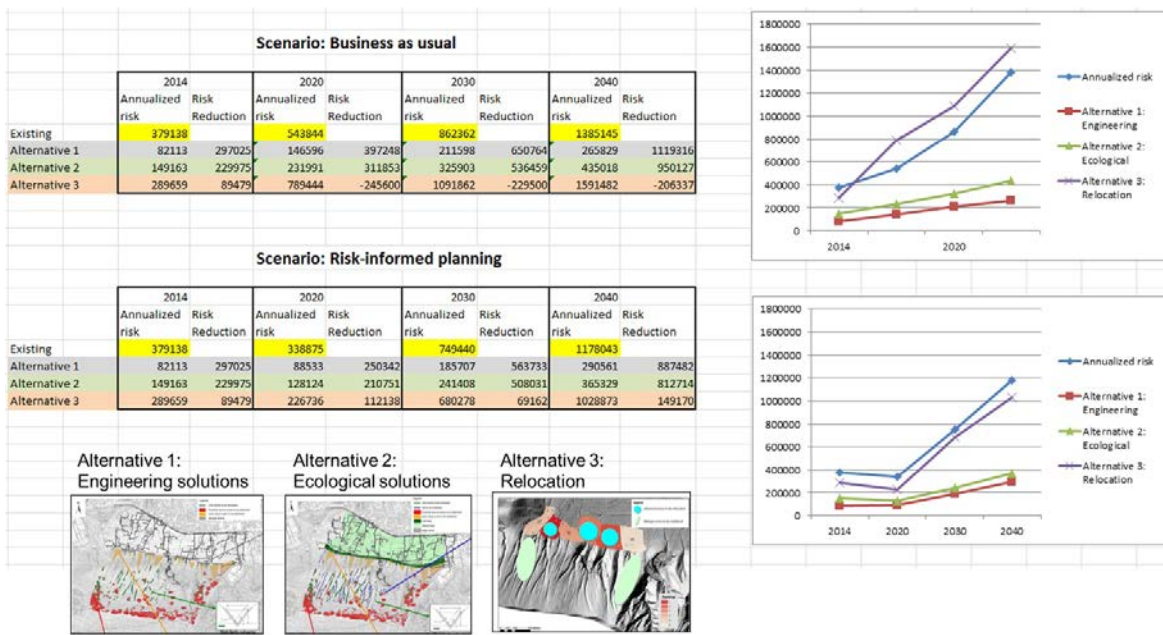 Scenario: Business as usual
2014 2020 2030 2040
Annualized risk Risk Reduction Annualized risk Risk Reduction Annualized risk Risk Reduction Annualized risk Risk Reduction
Existing 379138 543844 862362 1385145
Alternative 1 82113 297025 146596 397248 211598 650764 265829 1119316
Alternative 2 149163 229975 231991 311853 325903 536459 435018 950127
Alternative 3 289659 89479 789444 -245600 1091862 -229500 1591482 -206337
Scenario: Risk-informed planning
2014 2020 2030 2040
Annualized risk Risk Reduction Annualized risk Risk Reduction Annualized risk Risk Reduction Annualized risk Risk Reduction
Existing 379138 338875 749440 1178043
Alternative 1 82113 297025 88533 250342 185707 563733 290561 887482
Alternative 2 149163 229975 128124 210751 241408 508031 365329 812714
Alternative 3 289659 89479 226736 112138 680278 69162 1028873 149170
Alternative 1:
Engineering solutions
Alternative 2:
Ecological solutions
Alternative 3:
Relocation
1800000
1600000
1400000
1200000
1000000
800000
600000
400000
200000
0
2014 2020
Annualized risk
Alternative 1:
Engineering
Alternative 2:
Ecological
Alternative 3:
Relocation
1800000
1600000
1400000
1200000
1000000
800000
600000
400000
200000
0
2014 2020 2030 2040
Annualized risk
Alternative 1:
Engineering
Alternative 2:
Ecological
Alternative 3:
Relocation